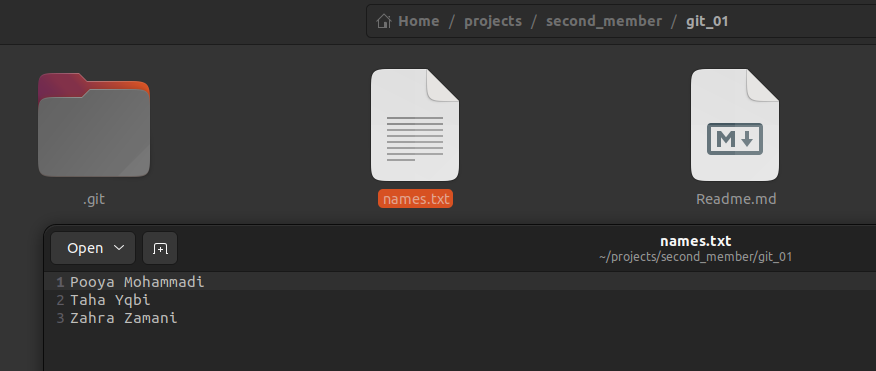 Home / projects / second_member / git_01
.git
names.txt
Readme.md
M
Open
names.txt
~/projects/second_member/git_01
1 Pooya Mohammadi
2 Taha Yqbi
3 Zahra Zamani